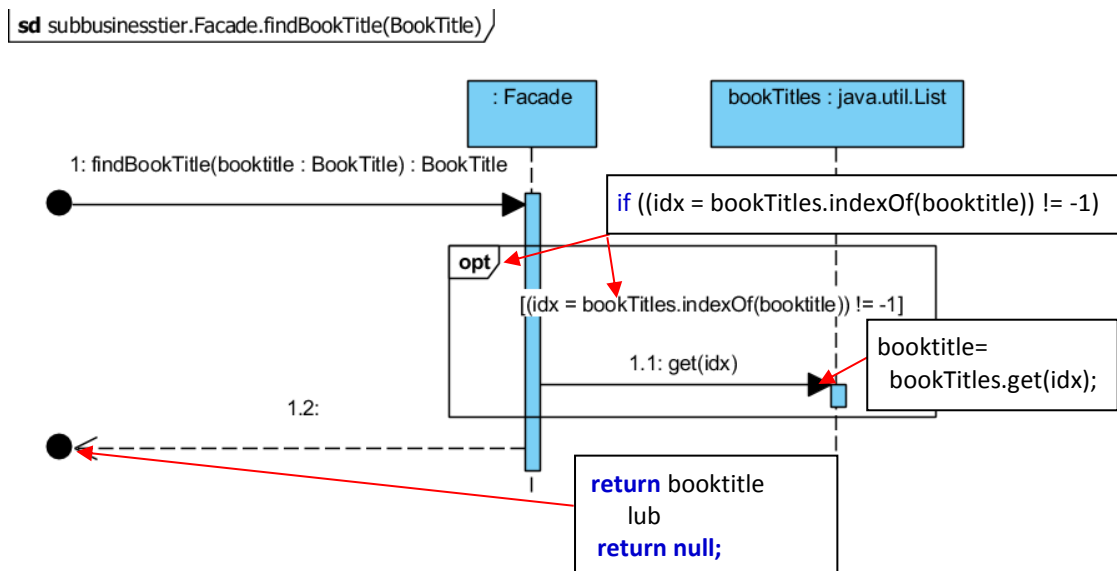 sd subbusinesstier.Facade.findBookTitle(BookTitle)
: Facade
bookTitles : java.util.List
1: findBookTitle(booktitle : BookTitle) : BookTitle
if ((idx = bookTitles.indexOf(booktitle)) != -1)
opt
[(idx = bookTitles.indexOf(booktitle)) != -1]
1.1: get(idx)
booktitle=
bookTitles.get(idx);
1.2:
return booktitle
lub
return null;